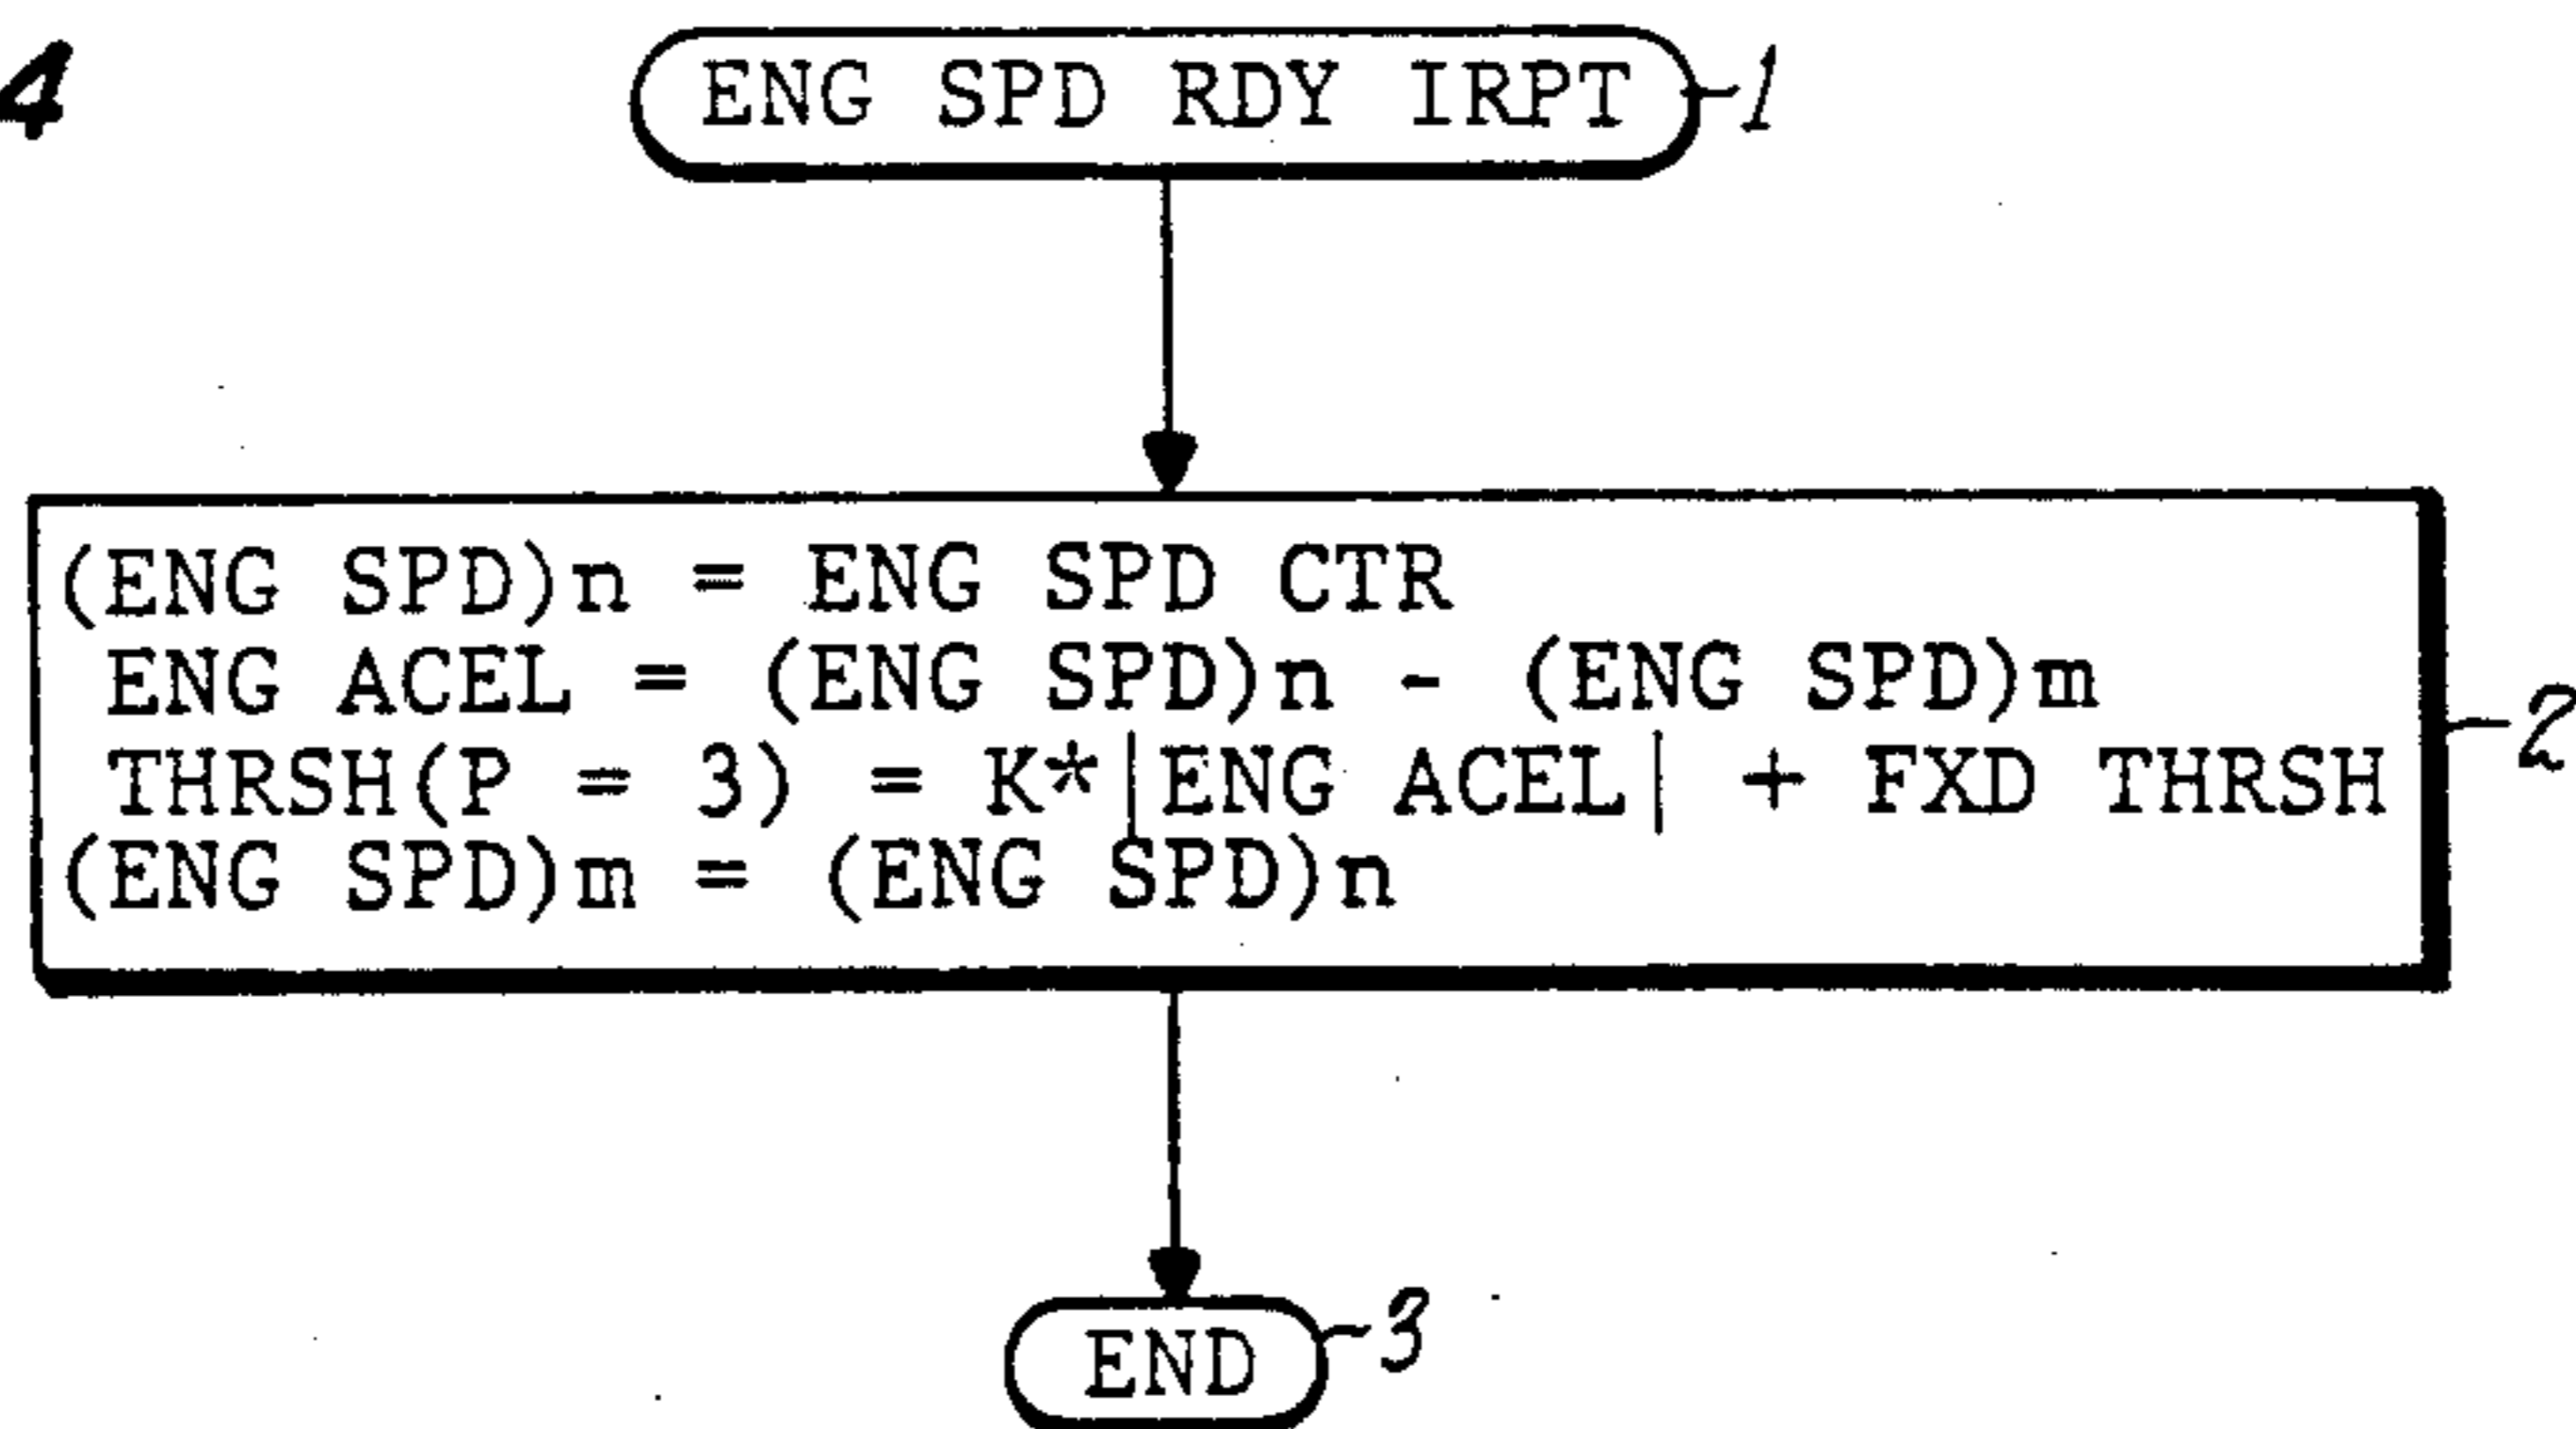 4
ENG SPD RDY IRPT
1
(ENG SPD)n = ENG SPD CTR
ENG ACEL = (ENG SPD)n - (ENG SPD)m
THRSH(P = 3) = K*|ENG ACEL| + FXD THRSH
(ENG SPD)m = (ENG SPD)n
2
END
3